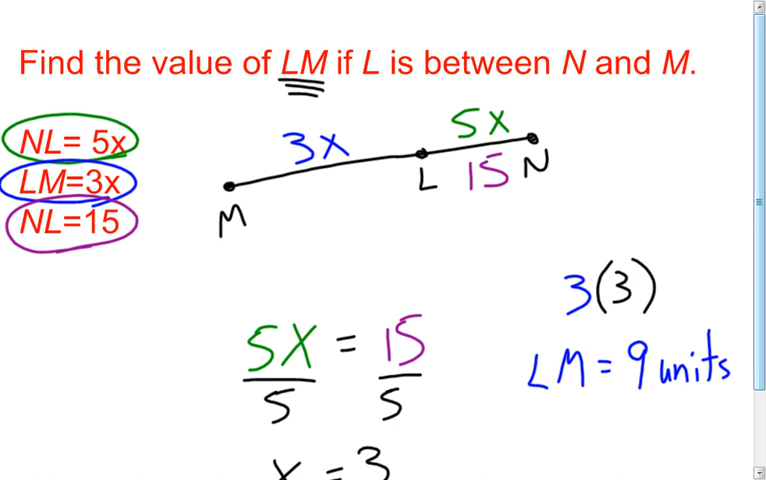 Find the value of LM if L is between N and M.
NL= 5x
LM=3x
NL=15
3x
5x
M
L
15
N
5x = 15
5 5
x = 3
3(3)
LM = 9 units